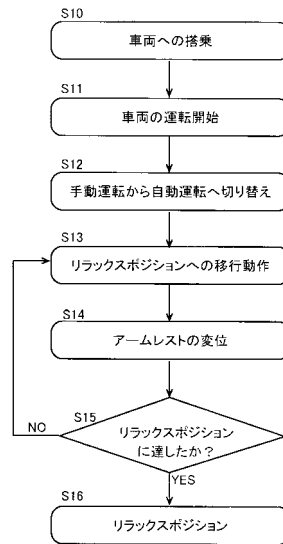 S10
車両への搭乗
S11
車両の運転開始
S12
手動運転から自動運転へ切り替え
S13
リラックスポジションへの移行動作
S14
アームレストの変位
S15
リラックスポジション
に達したか?
NO
YES
S16
リラックスポジション